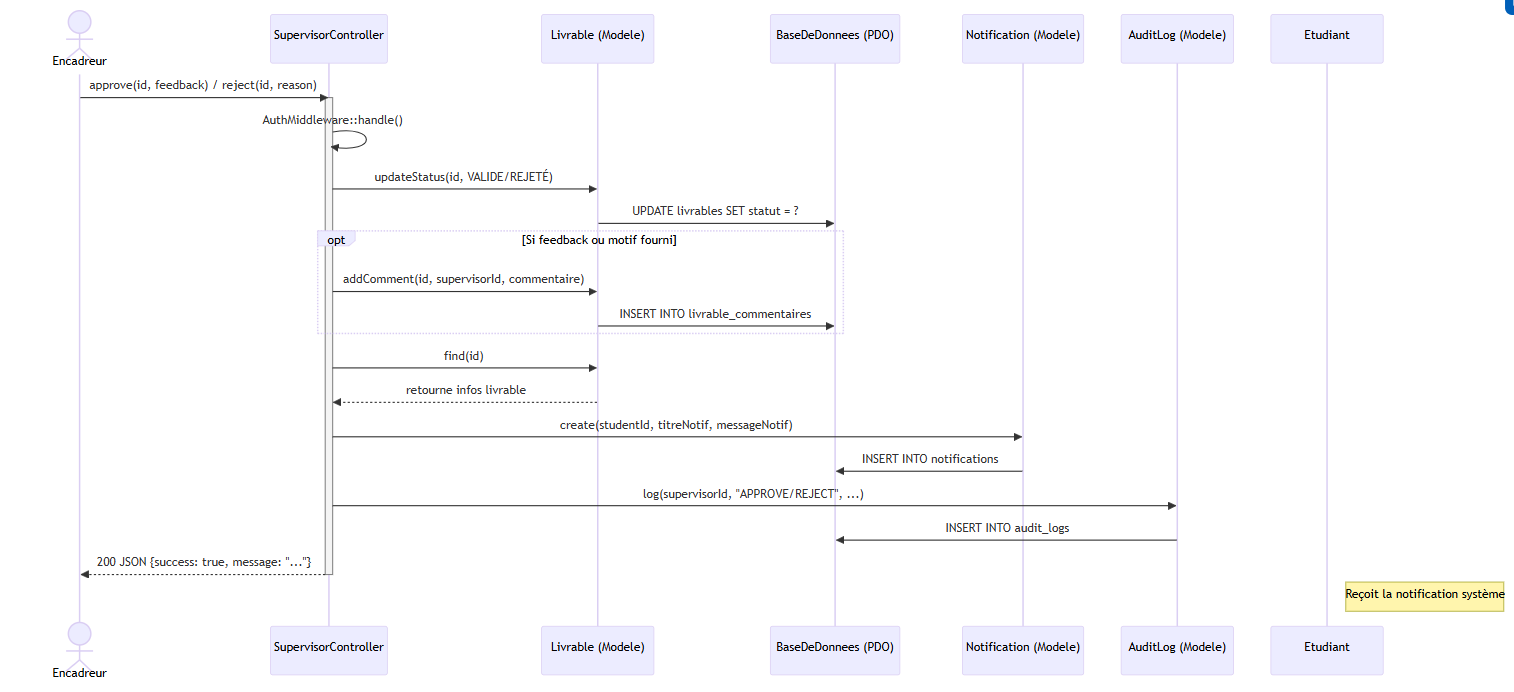 Encadreur
SupervisorController
Livrable (Modele)
BaseDeDonnees (PDO)
Notification (Modele)
AuditLog (Modele)
Etudiant
approve(id, feedback) / reject(id, reason)
AuthMiddleware::handle()
updateStatus(id, VALIDE/REJETÉ)
UPDATE livrables SET statut = ?
opt
[Si feedback ou motif fourni]
addComment(id, supervisorId, commentaire)
INSERT INTO livrable_commentaires
find(id)
retourne infos livrable
create(studentId, titreNotif, messageNotif)
INSERT INTO notifications
log(supervisorId, "APPROVE/REJECT", ...)
INSERT INTO audit_logs
200 JSON {success: true, message: "..."}
Reçoit la notification système
Encadreur
SupervisorController
Livrable (Modele)
BaseDeDonnees (PDO)
Notification (Modele)
AuditLog (Modele)
Etudiant